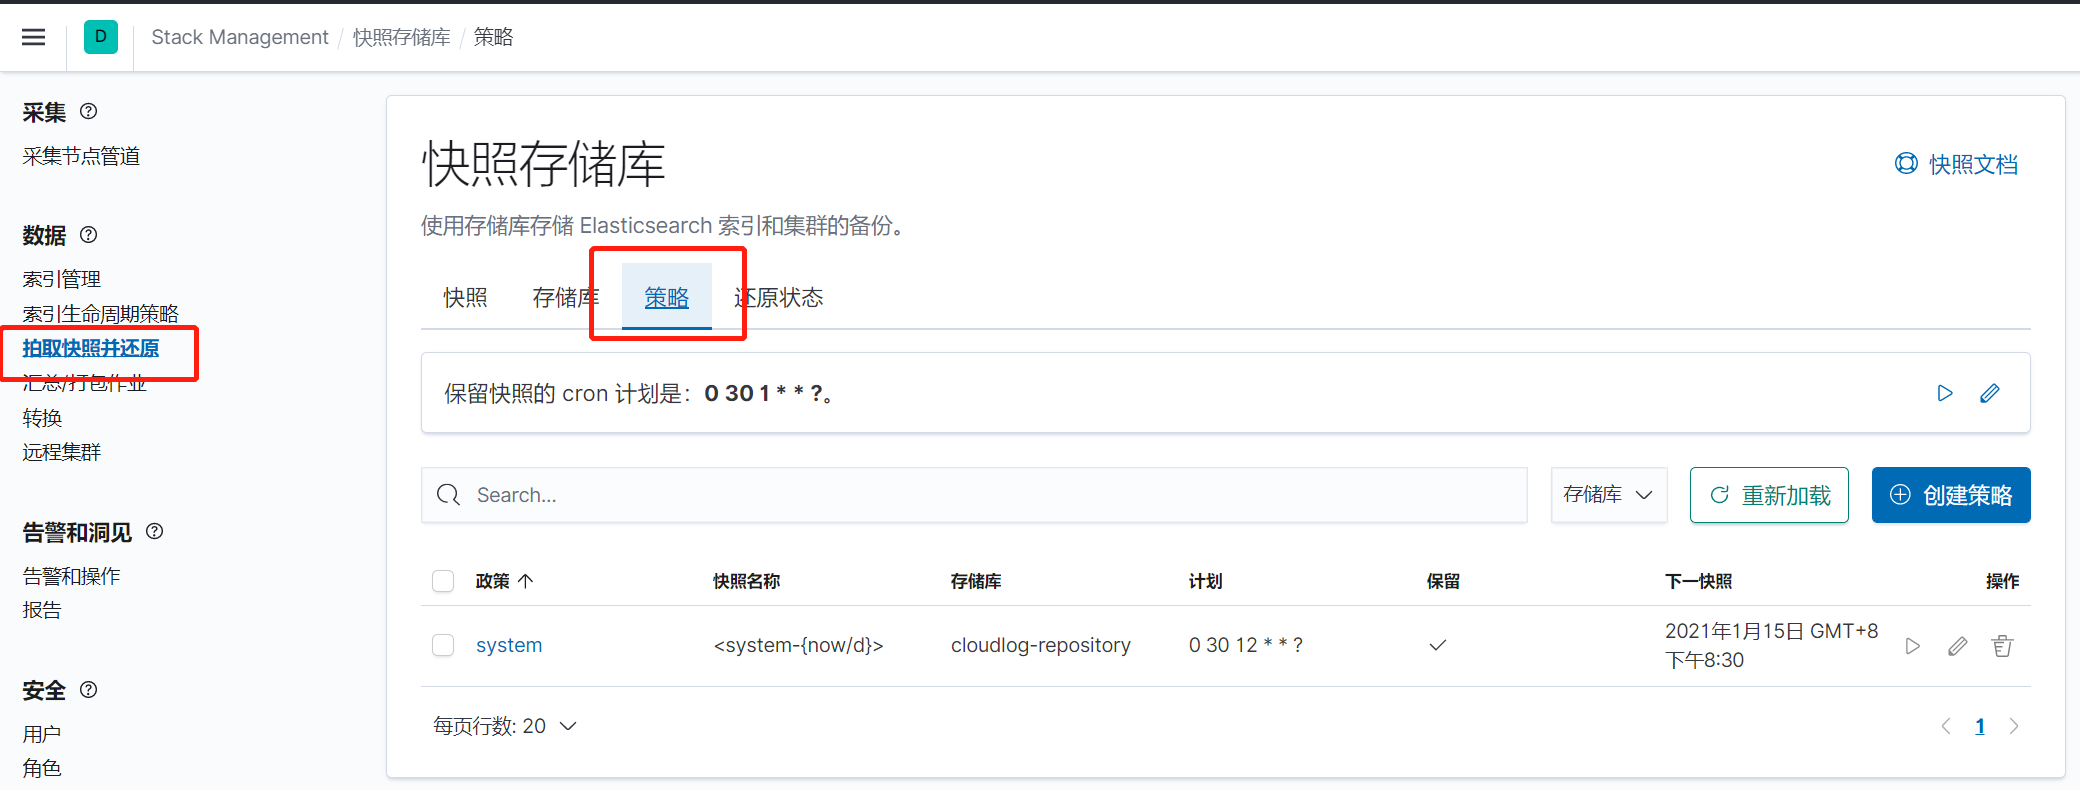 D Stack Management / 快照存储库 / 策略
采集
采集节点管道
数据
索引管理
索引生命周期策略
拍取快照并还原
汇总/打包作业
转换
远程集群
告警和洞见
告警和操作
报告
安全
用户
角色
快照存储库
快照文档
使用存储库存储 Elasticsearch 索引和集群的备份。
快照 存储库 策略 还原状态
保留快照的 cron 计划是：0 30 1 * * ?。
Search... 存储库 重新加载 创建策略
政策 快照名称 存储库 计划 保留 下一快照 操作
system <system-{now/d}> cloudlog-repository 0 30 12 * * ? 2021年1月15日 GMT+8
下午8:30
每页行数: 20
1